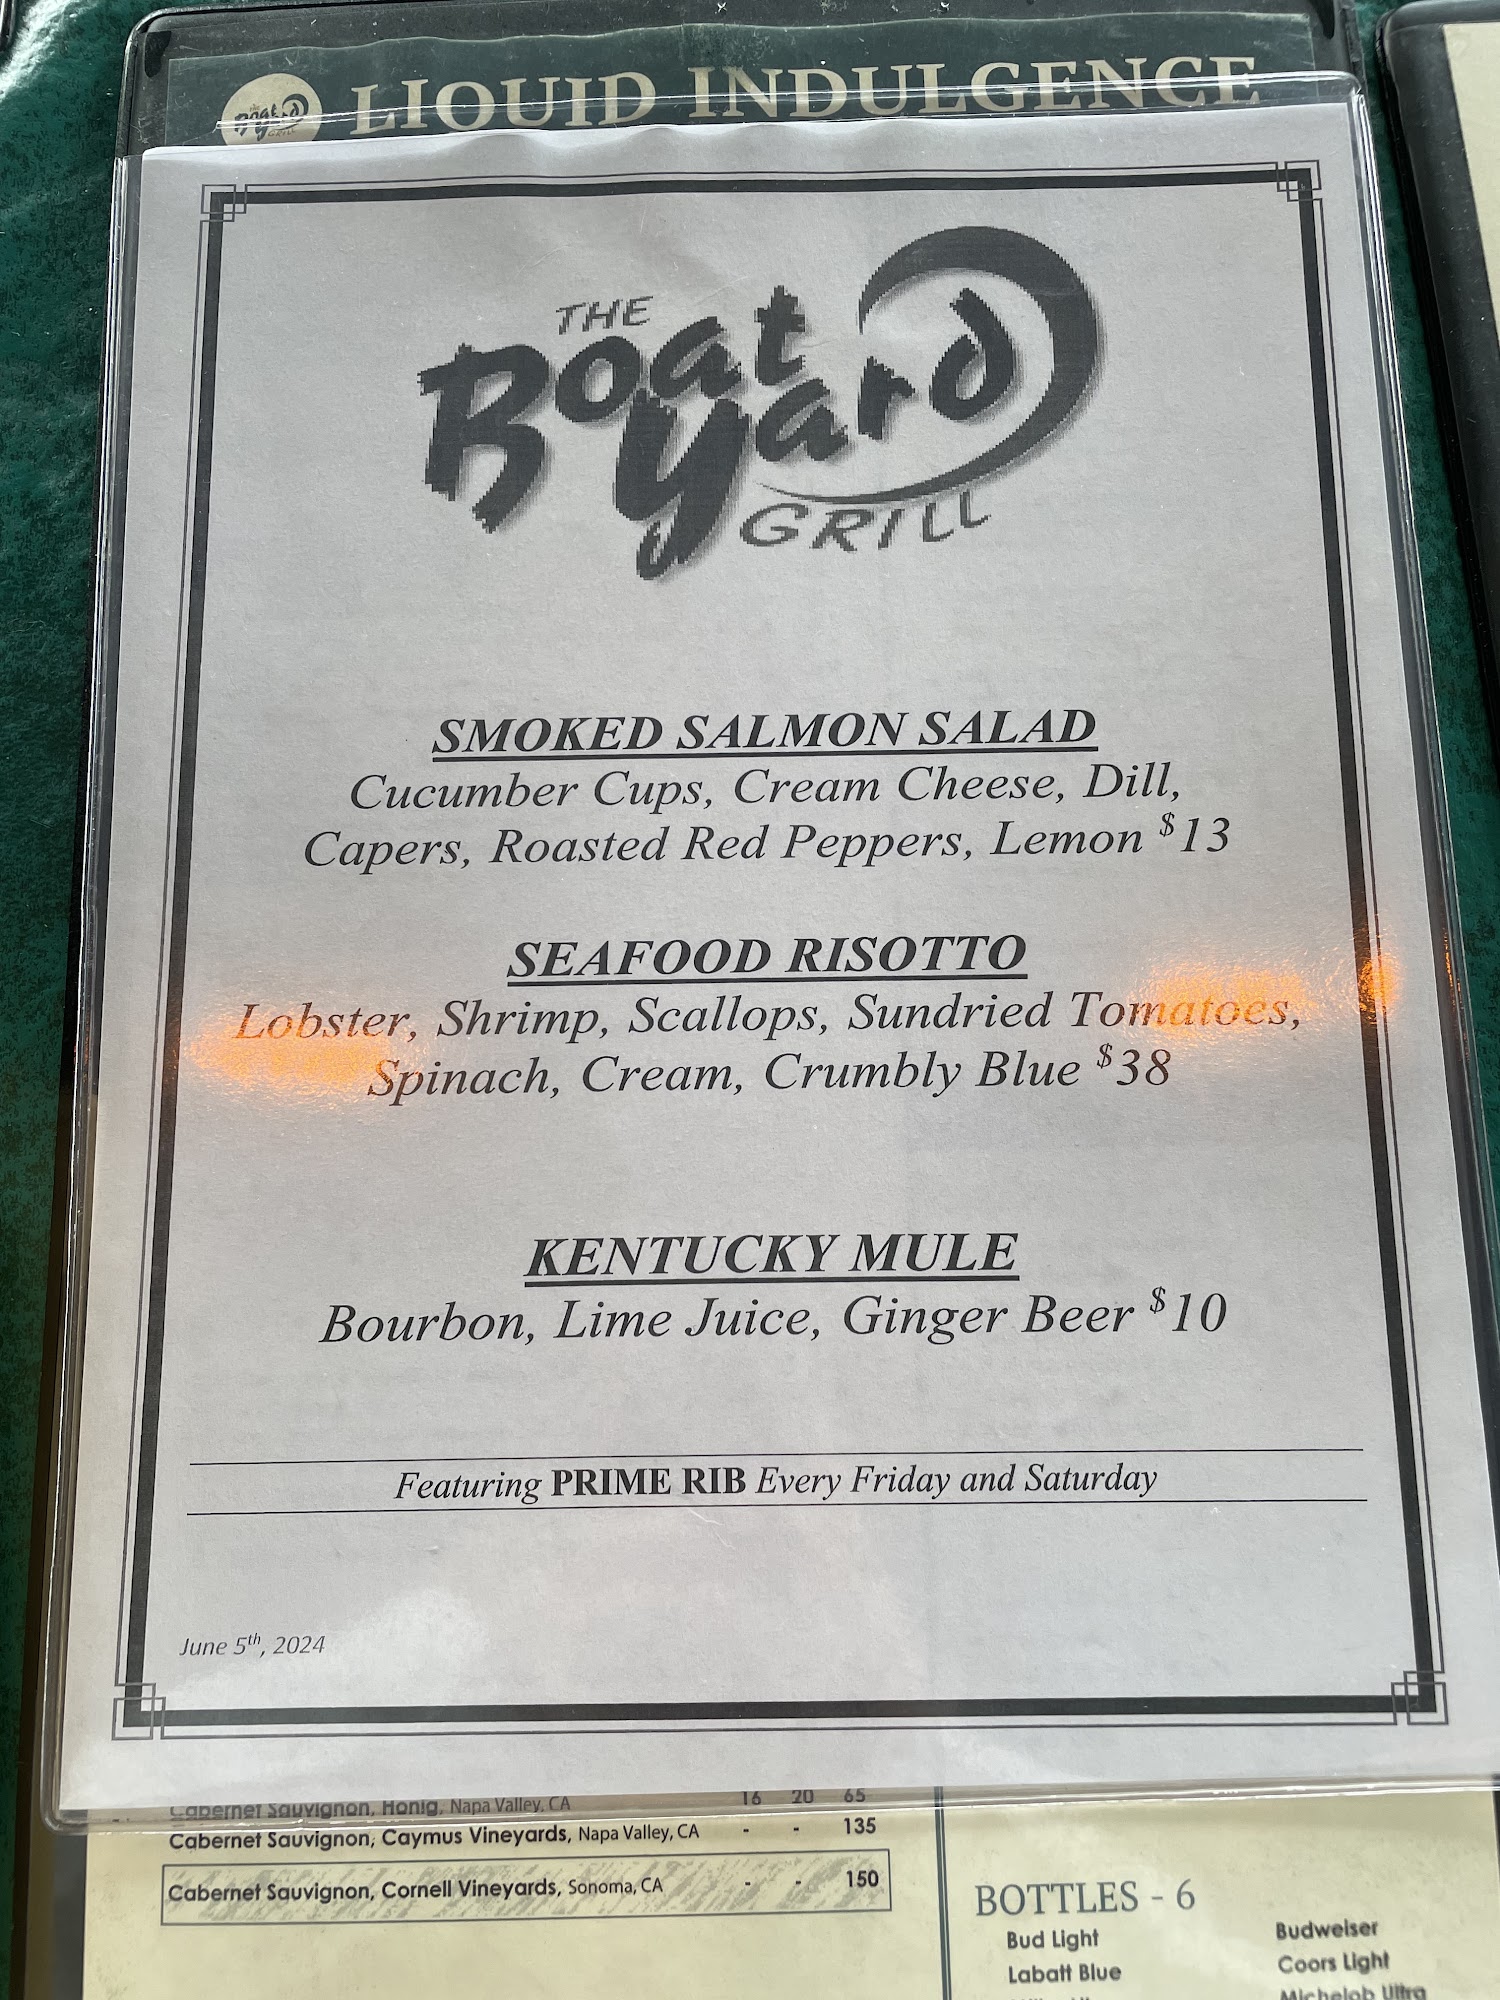 The Boat Yard GRILL
LIQUID INDULGENCE
THE
Boat
Yard
GRILL
SMOKED SALMON SALAD
Cucumber Cups, Cream Cheese, Dill,
Capers, Roasted Red Peppers, Lemon $13
SEAFOOD RISOTTO
Lobster, Shrimp, Scallops, Sundried Tomatoes,
Spinach, Cream, Crumbly Blue $38
KENTUCKY MULE
Bourbon, Lime Juice, Ginger Beer $10
Featuring PRIME RIB Every Friday and Saturday
June 5th, 2024
Cabernet Sauvignon, Honig, Napa Valley, CA 16 20 65
Cabernet Sauvignon, Caymus Vineyards, Napa Valley, CA - - 135
Cabernet Sauvignon, Cornell Vineyards, Sonoma, CA - - 150
BOTTLES - 6
Bud Light
Labatt Blue
Budweiser
Coors Light
Michelob Ultra